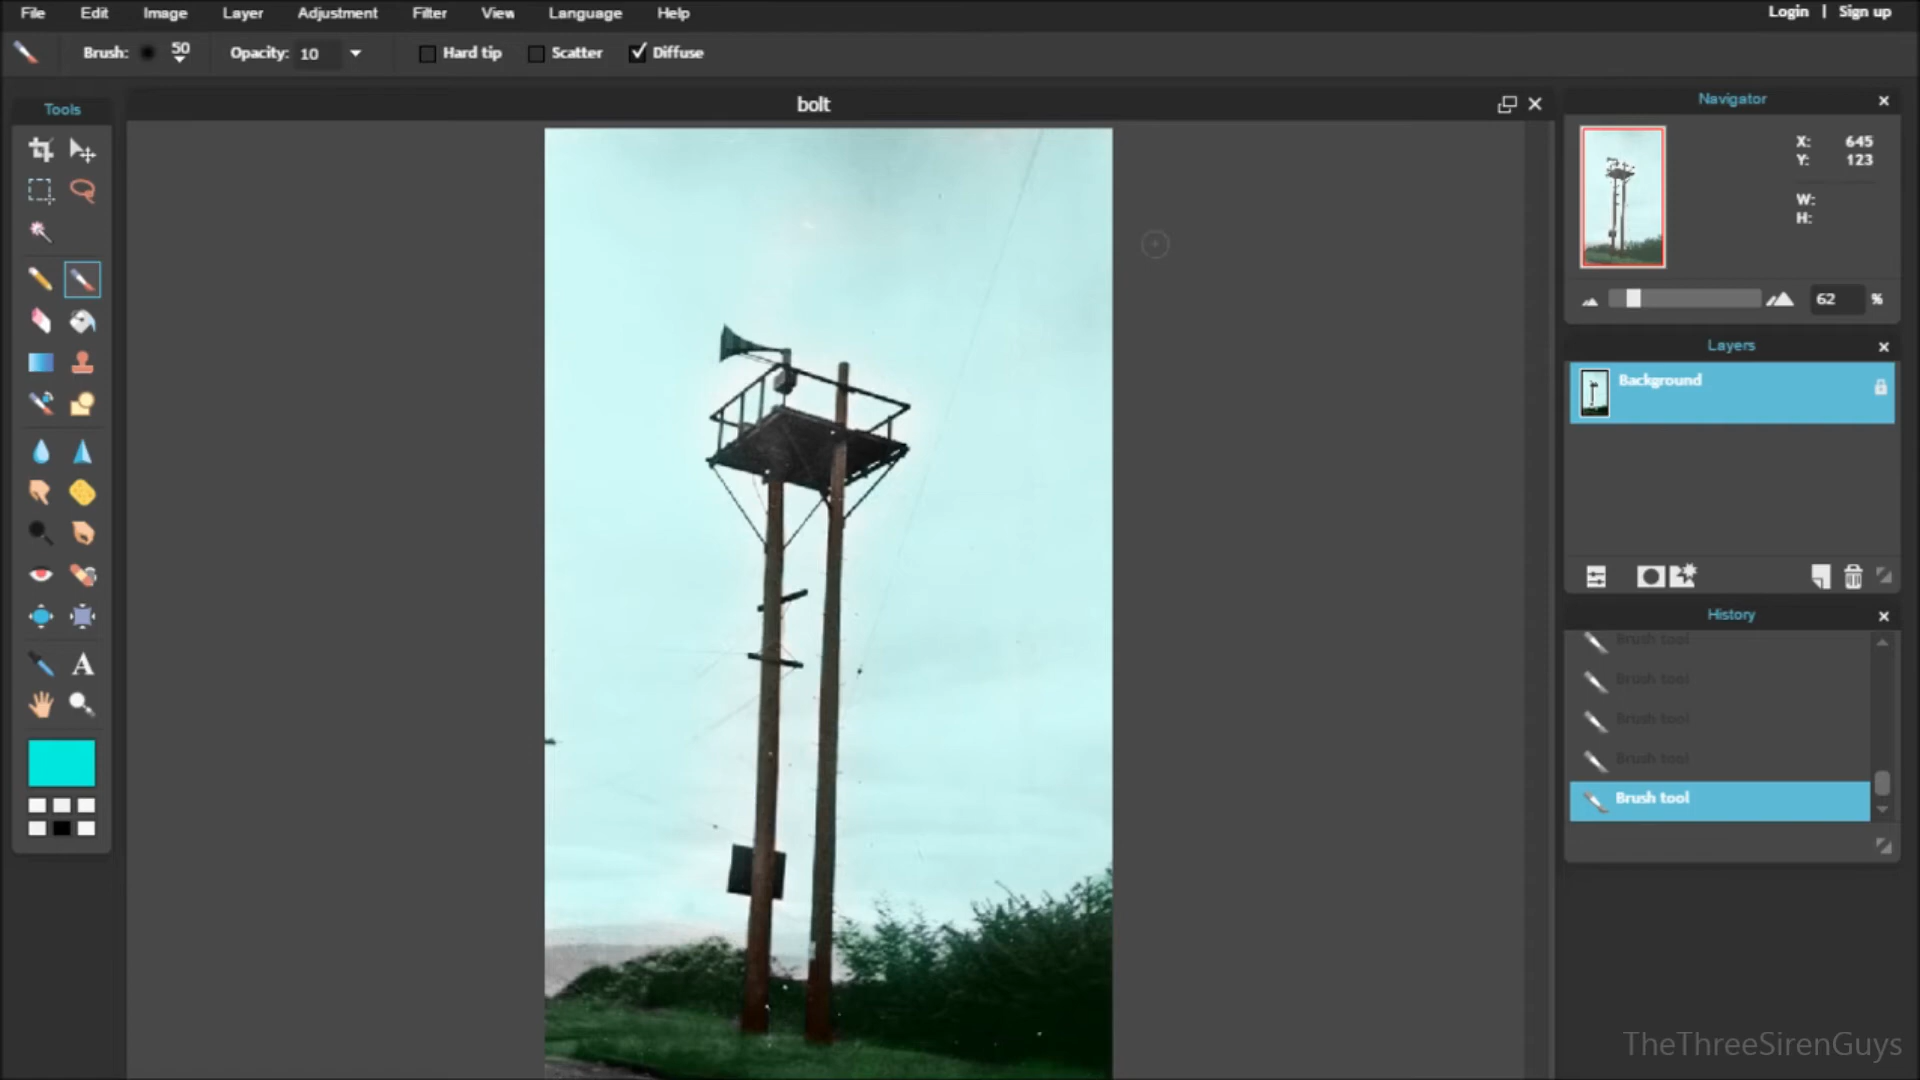 File Edit Image Layer Adjustment Filter View Language Help Login | Sign up
Brush: 50 Opacity: 10 Hard tip Scatter Diffuse
Tools
bolt
Navigator
X: 645
Y: 123
W:
H:
62 %
Layers
Background
History
Brush tool
Brush tool
Brush tool
Brush tool
Brush tool
A
TheThreeSirenGuys